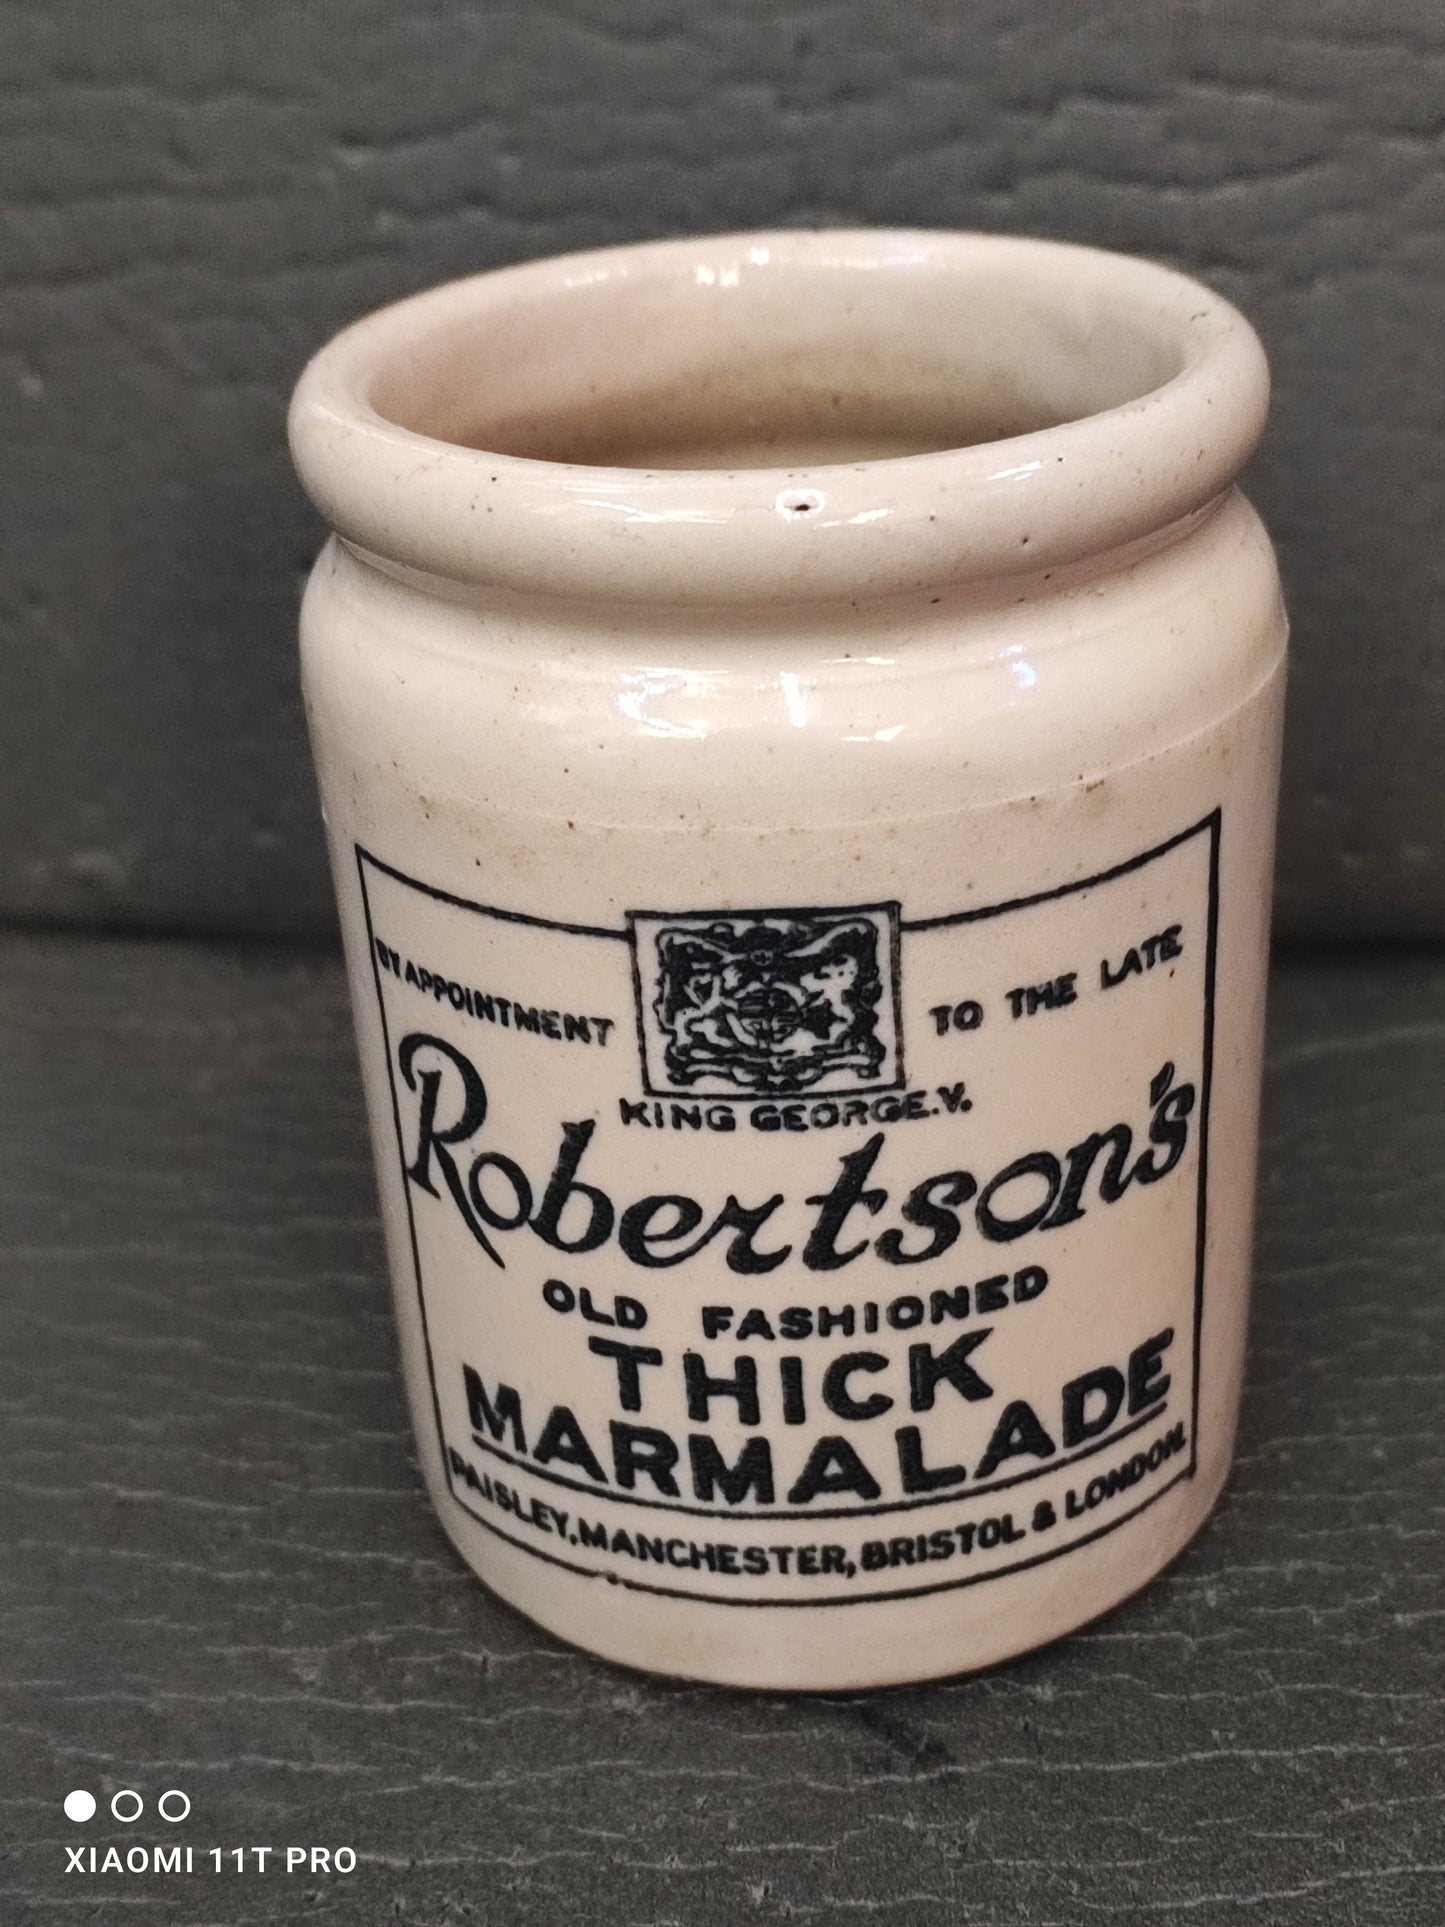 BY APPOINTMENT TO THE LATE
KING GEORGE.V.
Robertson's
OLD FASHIONED
THICK
MARMALADE
PAISLEY, MANCHESTER, BRISTOL & LONDON.
XIAOMI 11T PRO